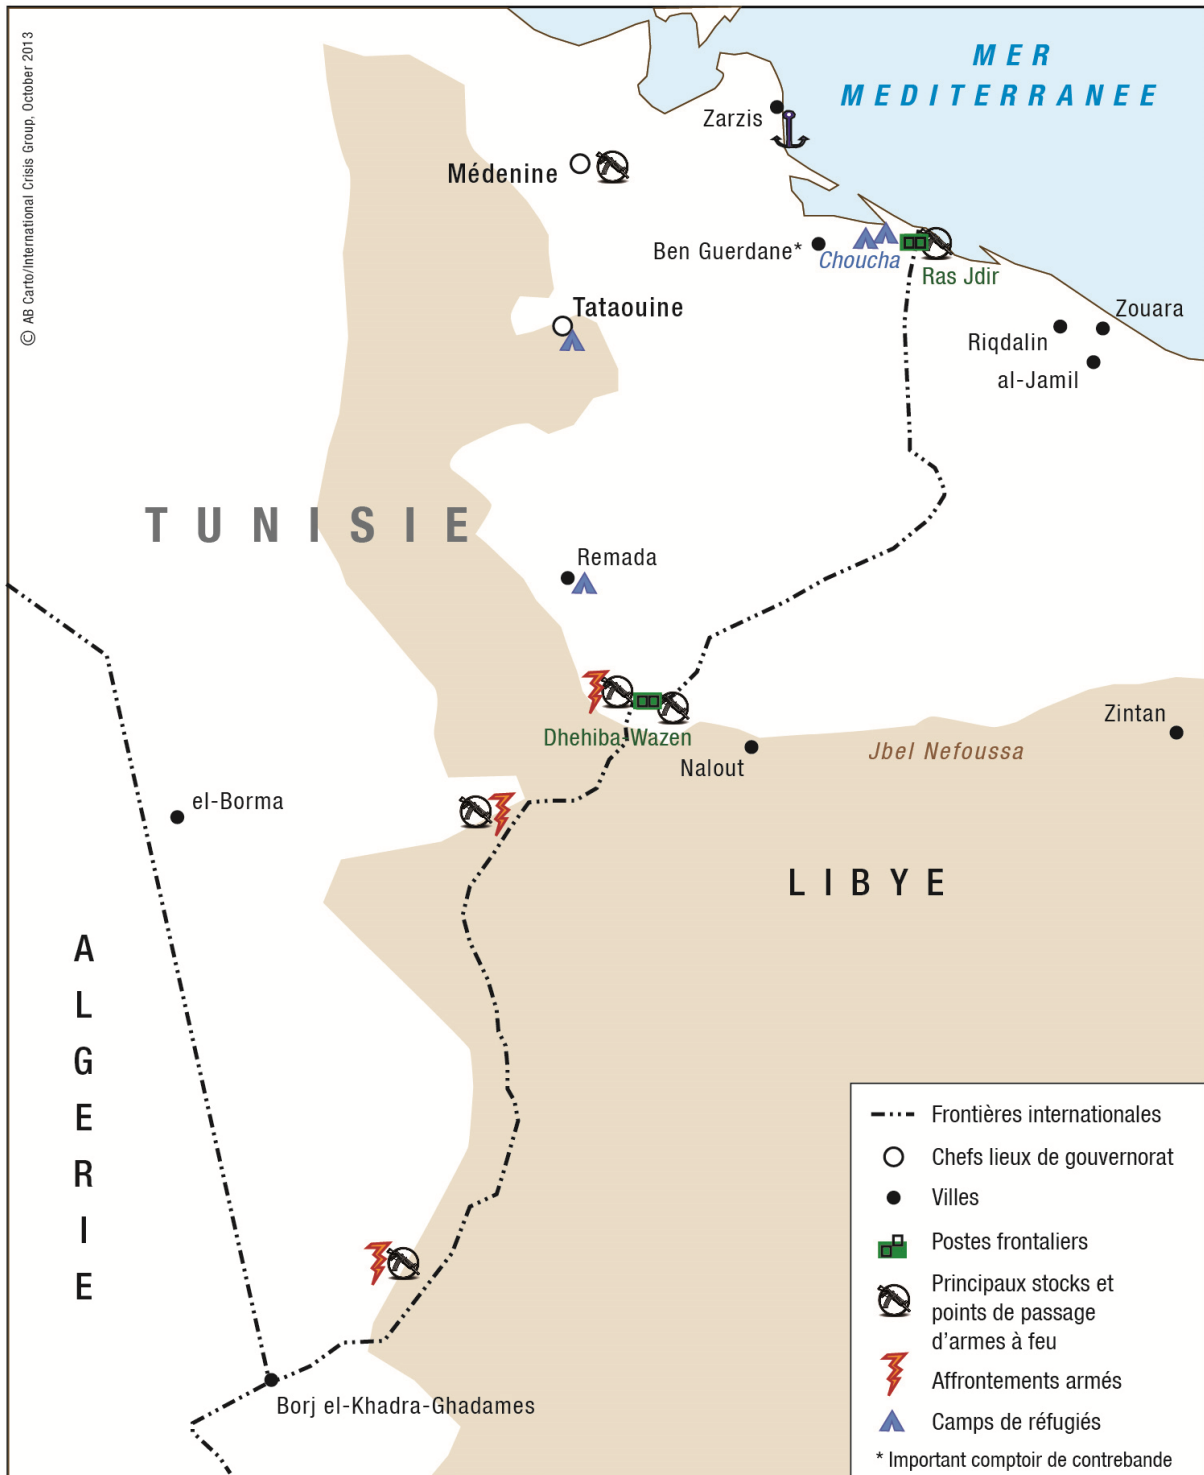 © AB Carto/International Crisis Group, October 2013
MER
MEDITERRANEE
Zarzis
Médenine
Ben Guerdane*
Choucha
Ras Jdir
Tataouine
Zouara
Riqdalin
al-Jamil
TUNISIE
Remada
Dhehiba-Wazen
Nalout
Jbel Nefoussa
Zintan
el-Borma
LIBYE
ALGERIE
Borj el-Khadra-Ghadames
Frontières internationales
Chefs lieux de gouvernorat
Villes
Postes frontaliers
Principaux stocks et
points de passage
d'armes à feu
Affrontements armés
Camps de réfugiés
* Important comptoir de contrebande